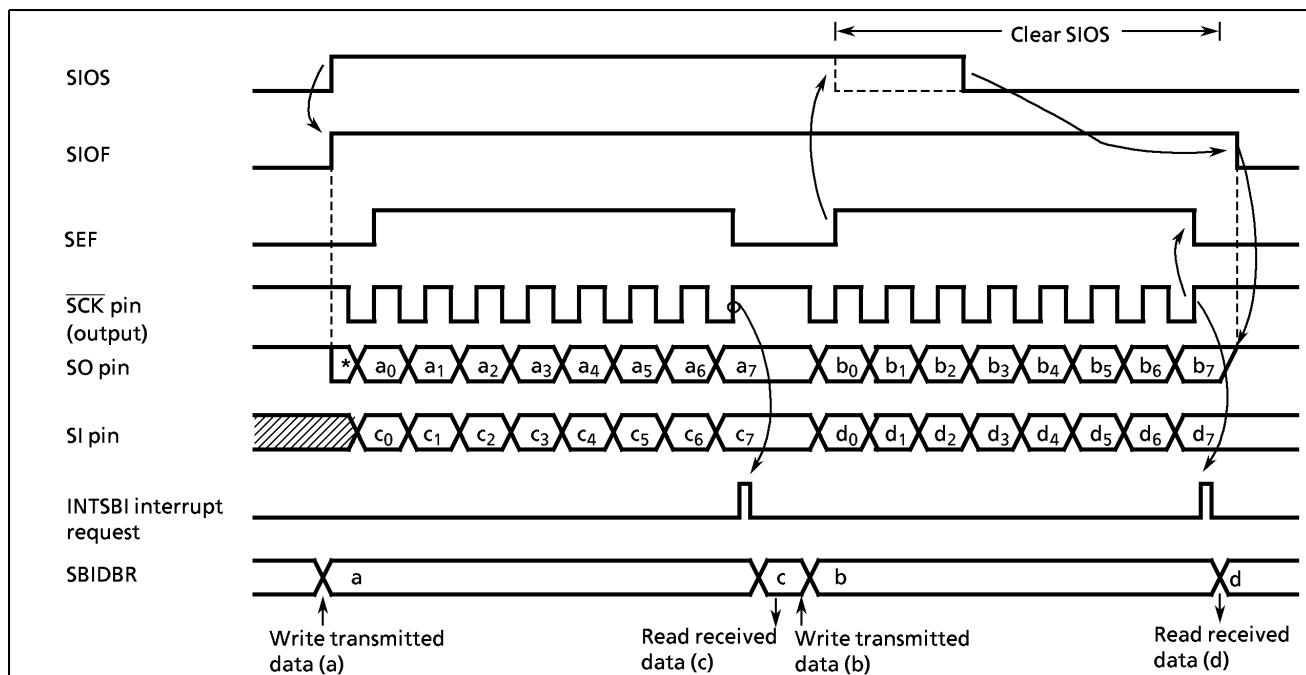 Clear SIOS
SIOS
SIOF
SEF
SCK pin
(output)
SO pin
* a0 a1 a2 a3 a4 a5 a6 a7 b0 b1 b2 b3 b4 b5 b6 b7
SI pin
c0 c1 c2 c3 c4 c5 c6 c7 d0 d1 d2 d3 d4 d5 d6 d7
INTSBI interrupt
request
SBIDBR
a c b d
Write transmitted
data (a)
Read received
data (c)
Write transmitted
data (b)
Read received
data (d)